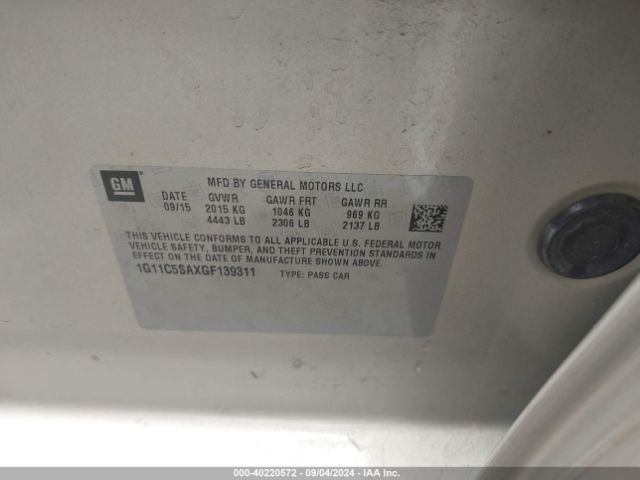 GM
MFD BY GENERAL MOTORS LLC
DATE GVWR GAWR FRT GAWR RR
09/15 2015 KG 1046 KG 969 KG
4443 LB 2306 LB 2137 LB
THIS VEHICLE CONFORMS TO ALL APPLICABLE U.S. FEDERAL MOTOR
VEHICLE SAFETY, BUMPER, AND THEFT PREVENTION STANDARDS IN
EFFECT ON THE DATE OF MANUFACTURE SHOWN ABOVE.
1G11C5SAXGF139311 TYPE: PASS CAR
000-40220572 - 09/04/2024 - IAA Inc.